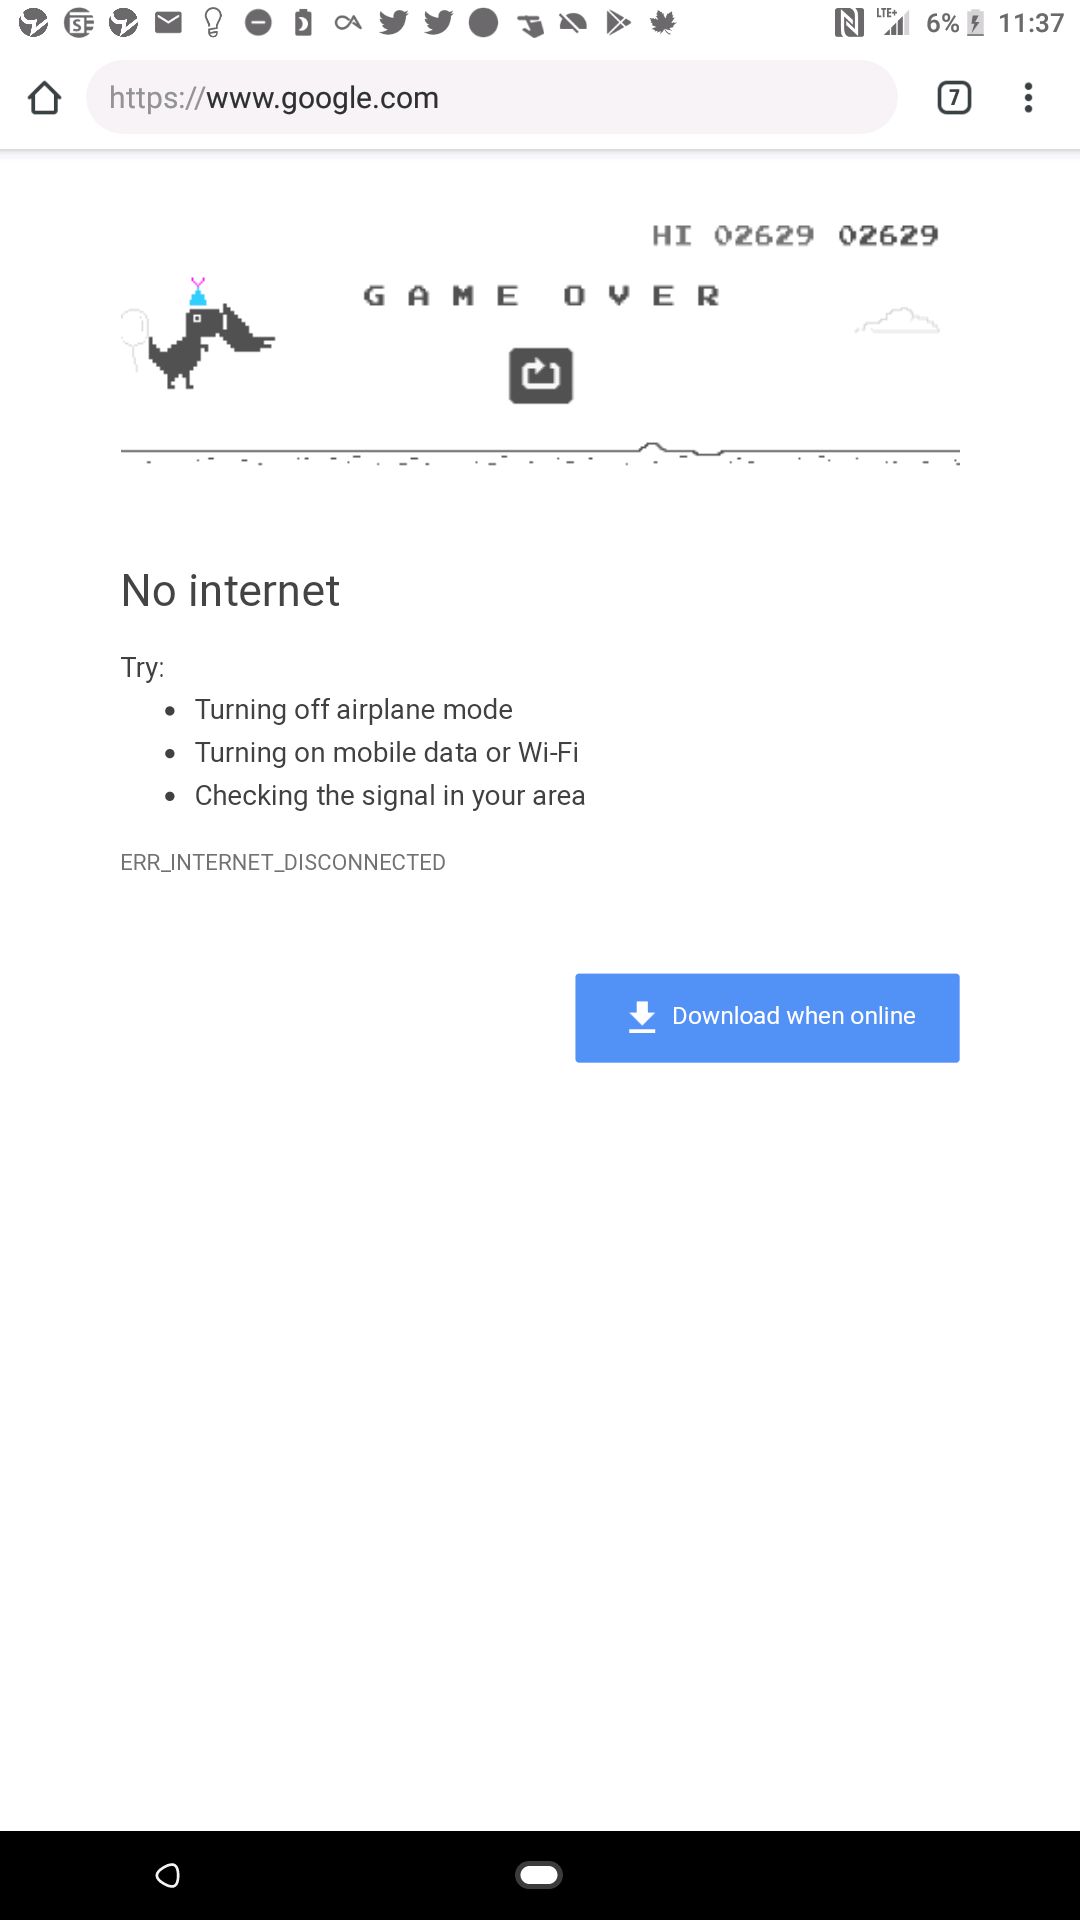 LTE+ 6% 11:37
https://www.google.com 7
HI 02629 02629
GAME OVER
No internet
Try:
• Turning off airplane mode
• Turning on mobile data or Wi-Fi
• Checking the signal in your area
ERR_INTERNET_DISCONNECTED
Download when online